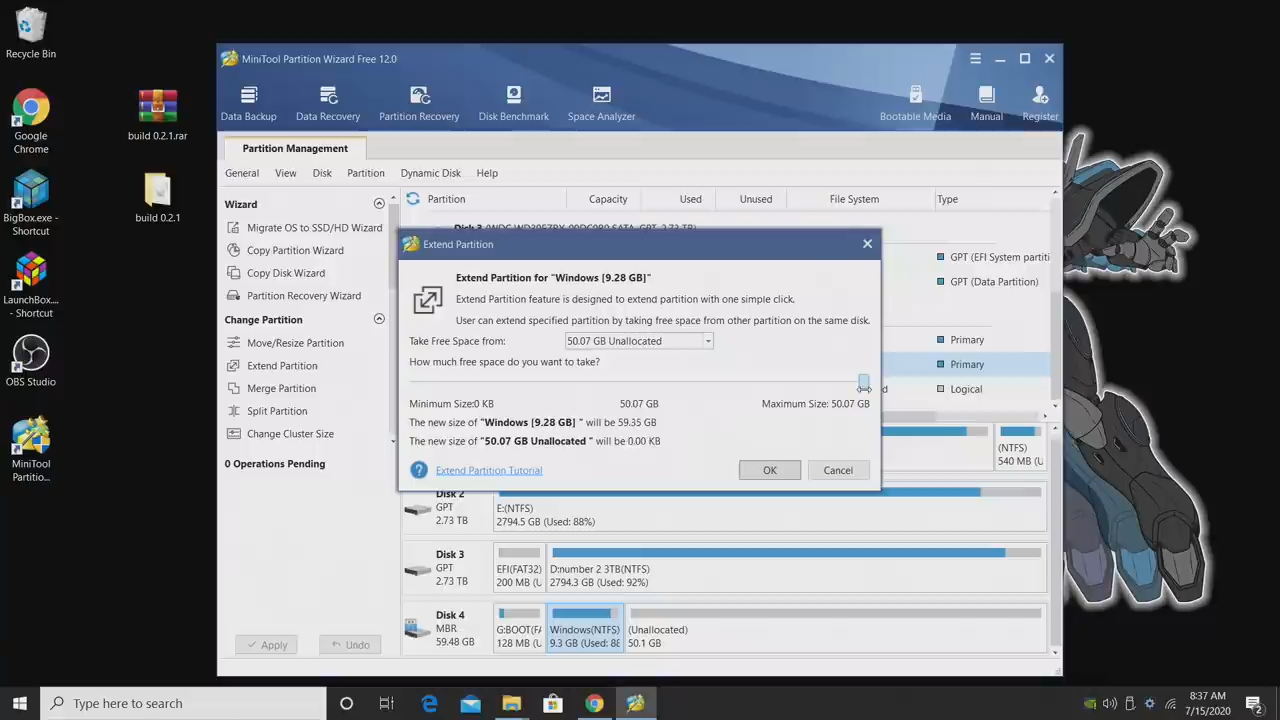 Recycle Bin
Google
Chrome
build 0.2.1.rar
BigBox.exe -
Shortcut
build 0.2.1
LaunchBox....
- Shortcut
OBS Studio
MiniTool
Partitio...
MiniTool Partition Wizard Free 12.0
Data Backup
Data Recovery
Partition Recovery
Disk Benchmark
Space Analyzer
Bootable Media
Manual
Register
Partition Management
General View Disk Partition Dynamic Disk Help
Wizard
Migrate OS to SSD/HD Wizard
Copy Partition Wizard
Copy Disk Wizard
Partition Recovery Wizard
Change Partition
Move/Resize Partition
Extend Partition
Merge Partition
Split Partition
Change Cluster Size
0 Operations Pending
Apply Undo
Partition Capacity Used Unused File System Type
GPT (EFI System partiti
GPT (Data Partition)
Primary
Primary
Logical
Extend Partition
Extend Partition for "Windows [9.28 GB]"
Extend Partition feature is designed to extend partition with one simple click.
User can extend specified partition by taking free space from other partition on the same disk.
Take Free Space from: 50.07 GB Unallocated
How much free space do you want to take?
Minimum Size:0 KB 50.07 GB Maximum Size: 50.07 GB
The new size of "Windows [9.28 GB] " will be 59.35 GB
The new size of "50.07 GB Unallocated " will be 0.00 KB
Extend Partition Tutorial
OK Cancel
(NTFS)
540 MB (U
Disk 2
GPT
2.73 TB
E:(NTFS)
2794.5 GB (Used: 88%)
Disk 3
GPT
2.73 TB
EFI(FAT32)
200 MB (U
D:number 2 3TB(NTFS)
2794.3 GB (Used: 92%)
Disk 4
MBR
59.48 GB
G:BOOT(FA
128 MB (U
Windows(NTFS)
9.3 GB (Used: 88
(Unallocated)
50.1 GB
Type here to search
8:37 AM
7/15/2020
2